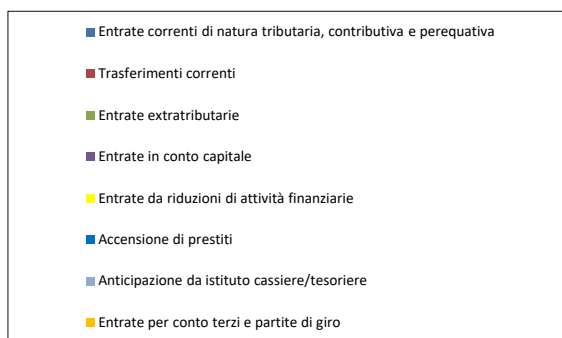 Entrate correnti di natura tributaria, contributiva e perequativa
Trasferimenti correnti
Entrate extratributarie
Entrate in conto capitale
Entrate da riduzioni di attività finanziarie
Accensione di prestiti
Anticipazione da istituto cassiere/tesoriere
Entrate per conto terzi e partite di giro